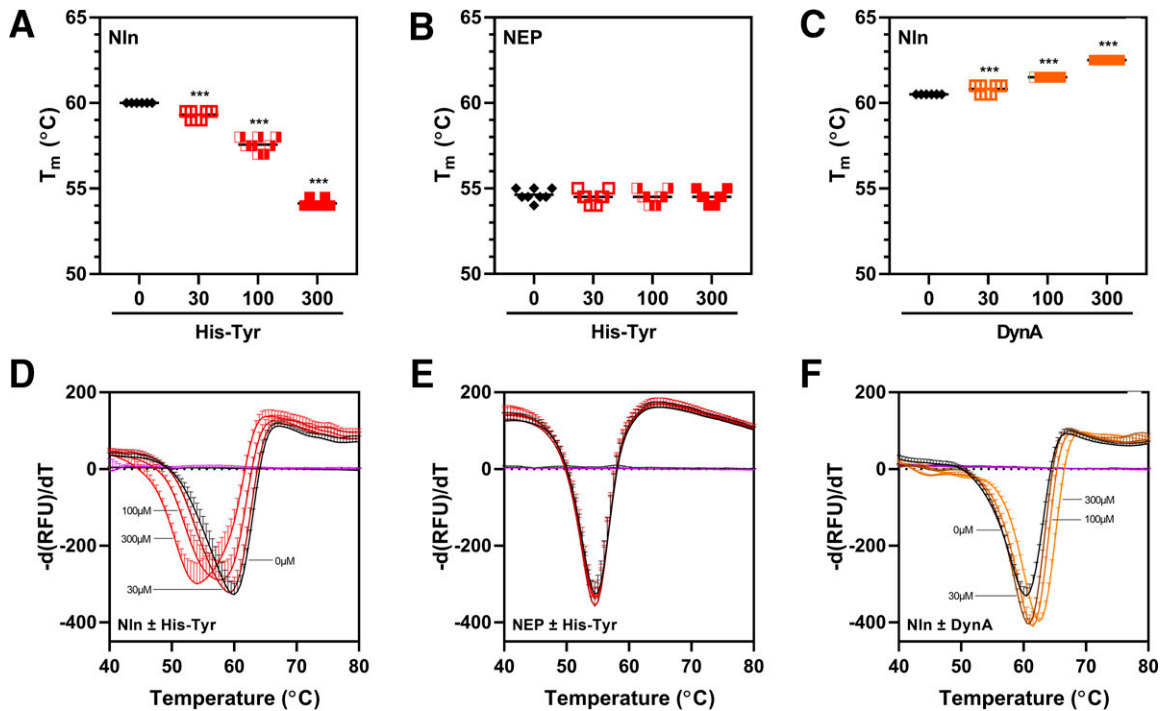 A
Nln
65
60
55
50
Tm (°C)
***
***
***
0 30 100 300
His-Tyr
B
NEP
65
60
55
50
Tm (°C)
0 30 100 300
His-Tyr
C
Nln
65
60
55
50
Tm (°C)
***
***
***
0 30 100 300
DynA
D
200
0
-200
-400
-d(RFU)/dT
100µM
300µM
30µM
0µM
Nln ± His-Tyr
40 50 60 70 80
Temperature (°C)
E
200
0
-200
-400
-d(RFU)/dT
NEP ± His-Tyr
40 50 60 70 80
Temperature (°C)
F
200
0
-200
-400
-d(RFU)/dT
300µM
100µM
0µM
30µM
Nln ± DynA
40 50 60 70 80
Temperature (°C)